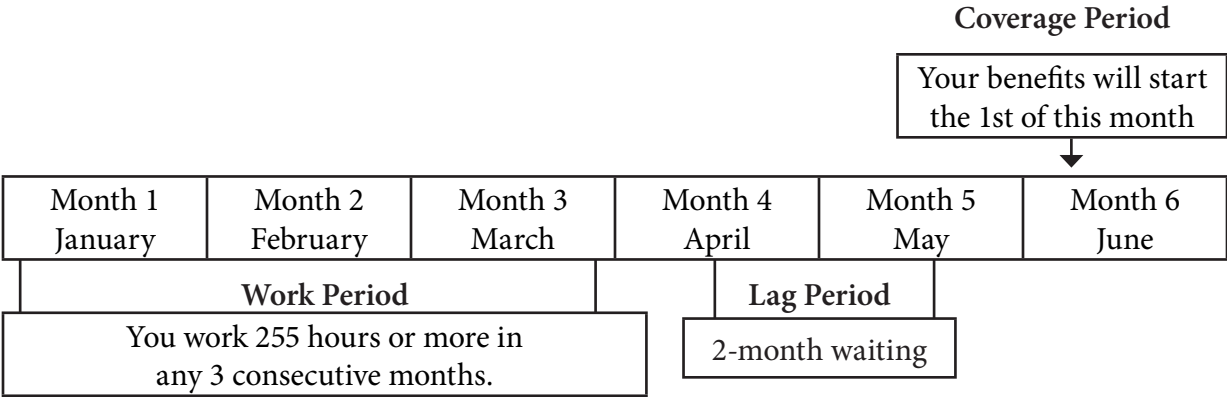 Coverage Period
Your benefits will start
the 1st of this month
Month 1 Month 2 Month 3 Month 4 Month 5 Month 6
January February March April May June
Work Period Lag Period
You work 255 hours or more in
any 3 consecutive months.
2-month waiting